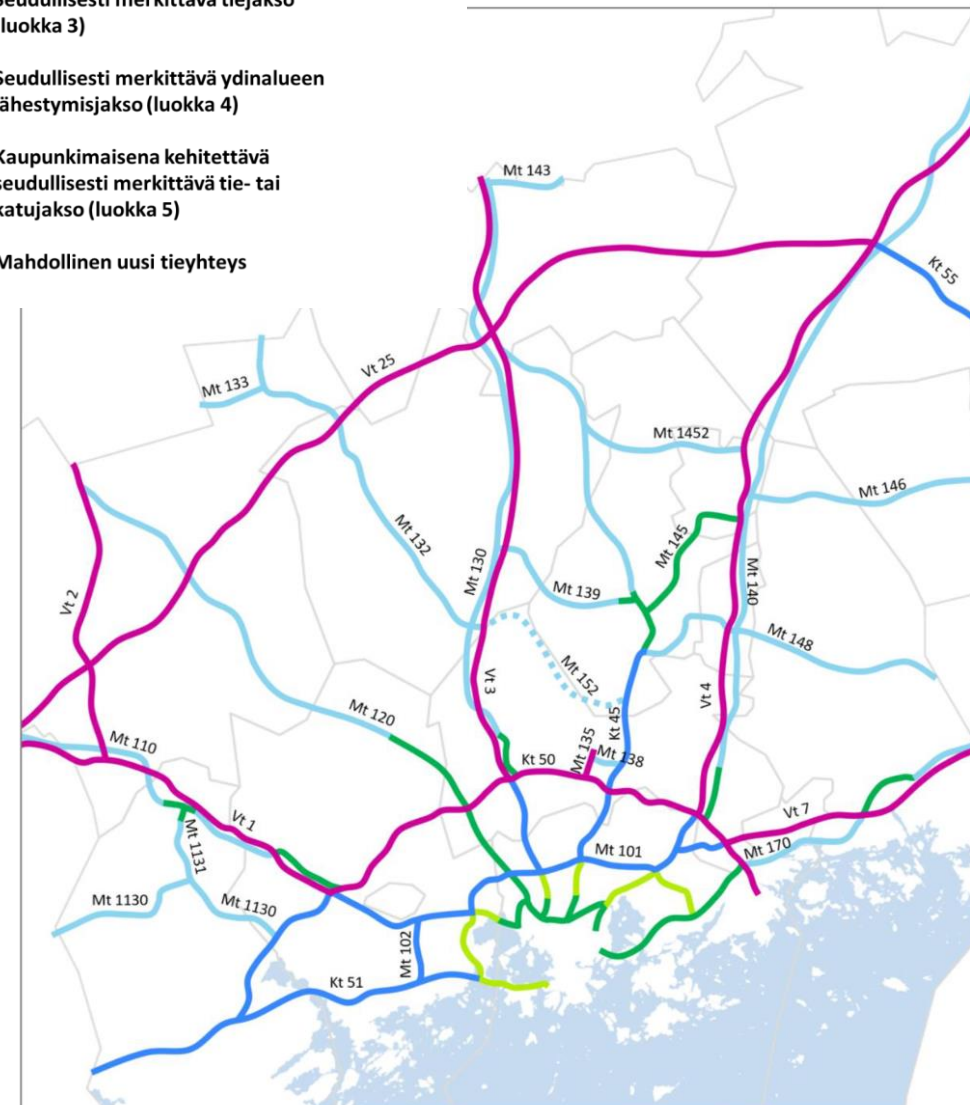 Seudullisesti merkittävä tiejakso
(luokka 3)
Seudullisesti merkittävä ydinalueen
lähestymisjakso (luokka 4)
Kaupunkimaisena kehitettävä
seudullisesti merkittävä tie- tai
katujakso (luokka 5)
Mahdollinen uusi tieyhteys
Mt 143
Kt 55
Vt 25
Mt 133
Mt 1452
Mt 146
Mt 132
Mt 145
Mt 130
Mt 139
Mt 140
Vt 2
Mt 148
Mt 152
Vt 3
Vt 4
Mt 120
Kt 45
Mt 110
Mt 135
Mt 138
Kt 50
Vt 1
Vt 7
Mt 1131
Mt 101
Mt 170
Mt 1130
Mt 1130
Mt 102
Kt 51